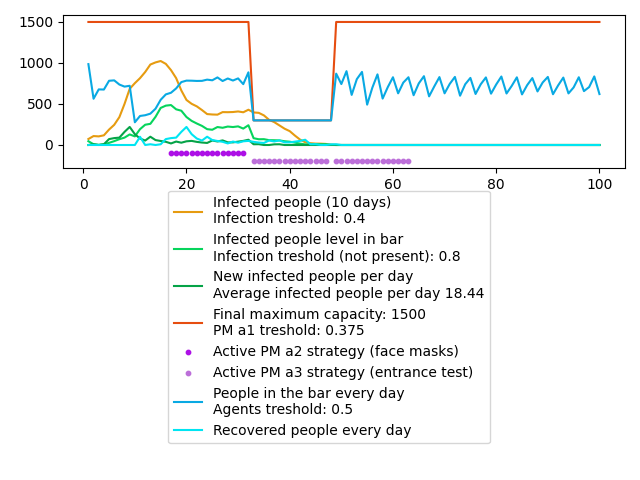 1500
1000
500
0
0 20 40 60 80 100
Infected people (10 days)
Infection treshold: 0.4
Infected people level in bar
Infection treshold (not present): 0.8
New infected people per day
Average infected people per day 18.44
Final maximum capacity: 1500
PM a1 treshold: 0.375
Active PM a2 strategy (face masks)
Active PM a3 strategy (entrance test)
People in the bar every day
Agents treshold: 0.5
Recovered people every day